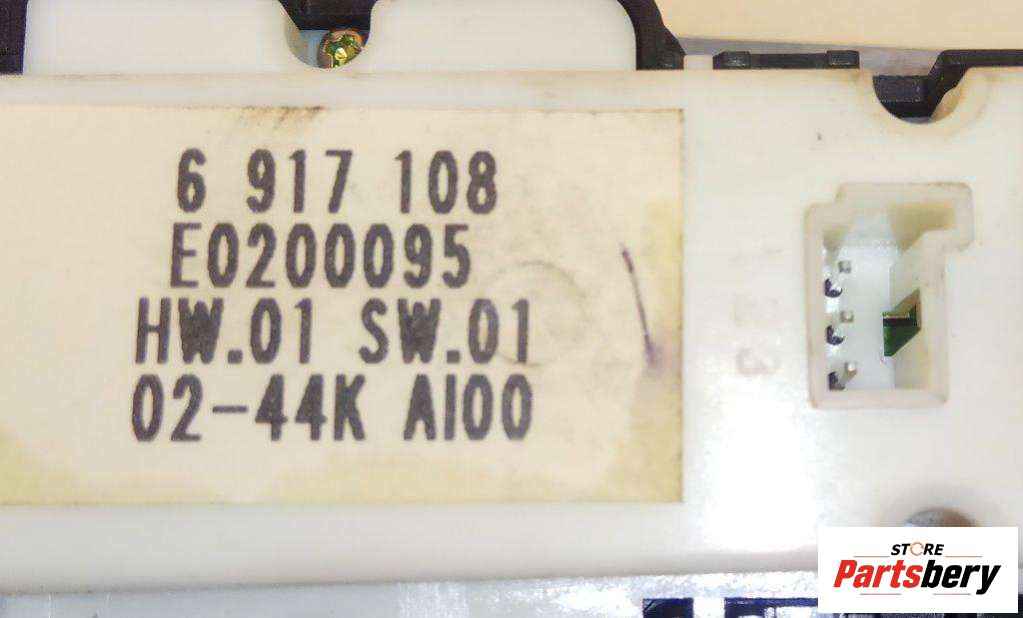 6 917 108
E0200095
HW.01 SW.01
02-44K AI00
STORE
Partsbery